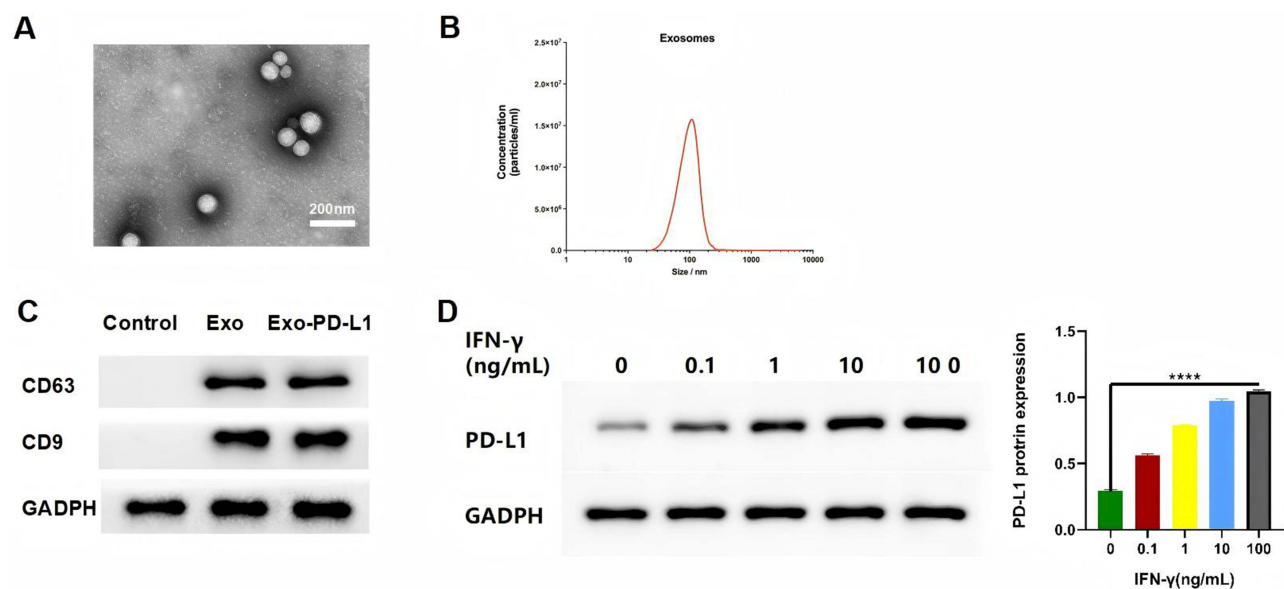 A
200nm
B
Exosomes
Concentration
(particles/ml)
2.5×10⁷
2.0×10⁷
1.5×10⁷
1.0×10⁷
5.0×10⁶
0.0
1 10 100 1000 10000
Size / nm
C
Control Exo Exo-PD-L1
CD63
CD9
GADPH
D
IFN-γ
(ng/mL) 0 0.1 1 10 10 0
PD-L1
GADPH
PD-L1 protrin expression
1.5
1.0
0.5
0.0
****
0 0.1 1 10 100
IFN-γ(ng/mL)